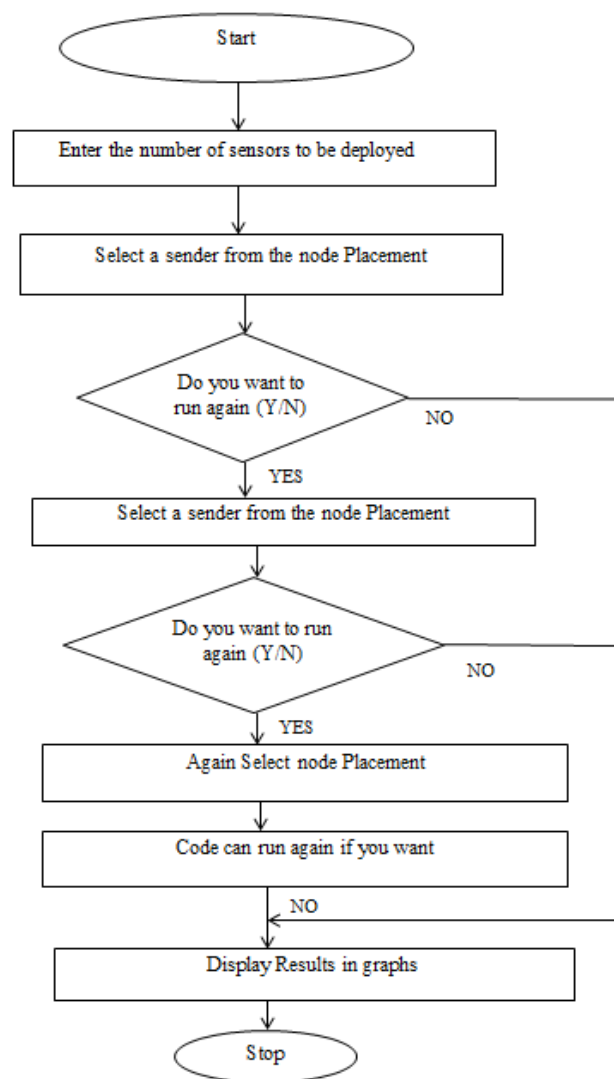 Start
Enter the number of sensors to be deployed
Select a sender from the node Placement
Do you want to
run again (Y/N)
NO
YES
Select a sender from the node Placement
Do you want to run
again (Y/N)
NO
YES
Again Select node Placement
Code can run again if you want
NO
Display Results in graphs
Stop